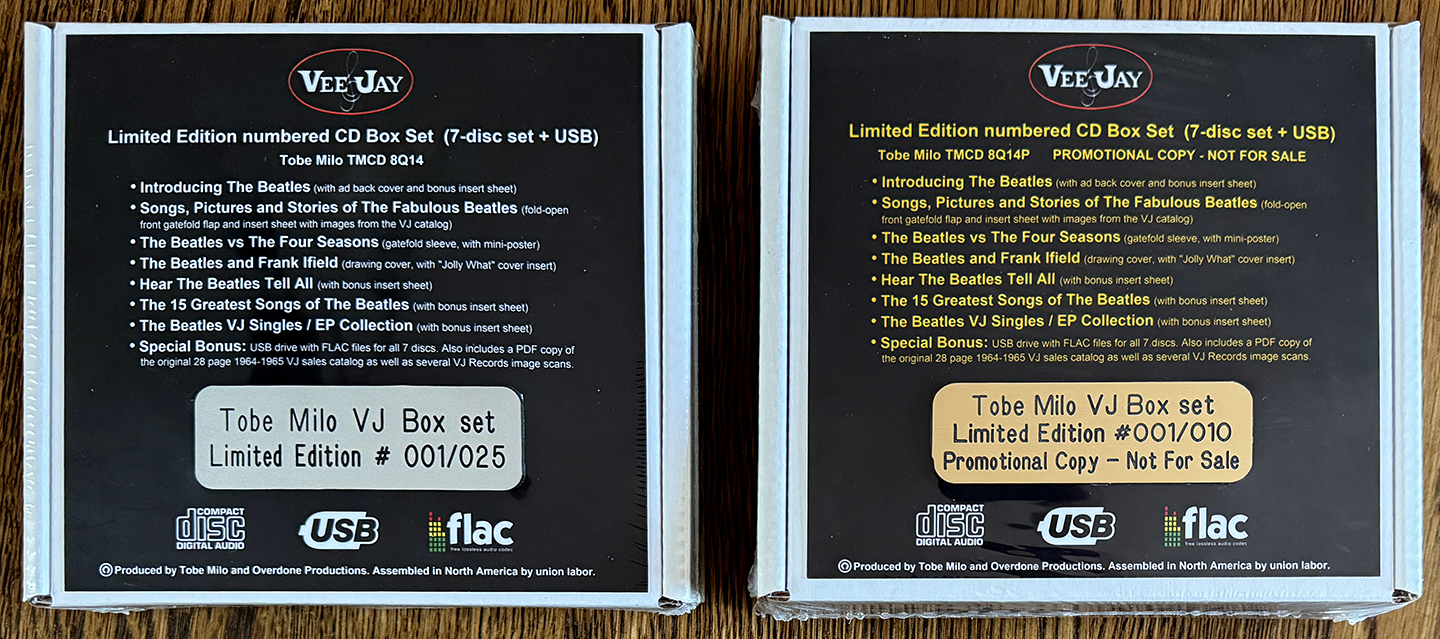 VEE JAY
Limited Edition numbered CD Box Set (7-disc set + USB)
Tobe Milo TMCD 8Q14
• Introducing The Beatles (with ad back cover and bonus insert sheet)
• Songs, Pictures and Stories of The Fabulous Beatles (fold-open
front gatefold flap and insert sheet with images from the VJ catalog)
• The Beatles vs The Four Seasons (gatefold sleeve, with mini-poster)
• The Beatles and Frank Ifield (drawing cover, with "Jolly What" cover insert)
• Hear The Beatles Tell All (with bonus insert sheet)
• The 15 Greatest Songs of The Beatles (with bonus insert sheet)
• The Beatles VJ Singles / EP Collection (with bonus insert sheet)
• Special Bonus: USB drive with FLAC files for all 7 discs. Also includes a PDF copy of
the original 28 page 1964-1965 VJ sales catalog as well as several VJ Records image scans.
Tobe Milo VJ Box set
Limited Edition # 001/025
COMPACT
disc
DIGITAL AUDIO
USB
flac
free lossless audio codec
Produced by Tobe Milo and Overdone Productions. Assembled in North America by union labor.
VEE JAY
Limited Edition numbered CD Box Set (7-disc set + USB)
Tobe Milo TMCD 8Q14P PROMOTIONAL COPY - NOT FOR SALE
• Introducing The Beatles (with ad back cover and bonus insert sheet)
• Songs, Pictures and Stories of The Fabulous Beatles (fold-open
front gatefold flap and insert sheet with images from the VJ catalog)
• The Beatles vs The Four Seasons (gatefold sleeve, with mini-poster)
• The Beatles and Frank Ifield (drawing cover, with "Jolly What" cover insert)
• Hear The Beatles Tell All (with bonus insert sheet)
• The 15 Greatest Songs of The Beatles (with bonus insert sheet)
• The Beatles VJ Singles / EP Collection (with bonus insert sheet)
• Special Bonus: USB drive with FLAC files for all 7 discs. Also includes a PDF copy of
the original 28 page 1964-1965 VJ sales catalog as well as several VJ Records image scans.
Tobe Milo VJ Box set
Limited Edition #001/010
Promotional Copy - Not For Sale
COMPACT
disc
DIGITAL AUDIO
USB
flac
free lossless audio codec
Produced by Tobe Milo and Overdone Productions. Assembled in North America by union labor.